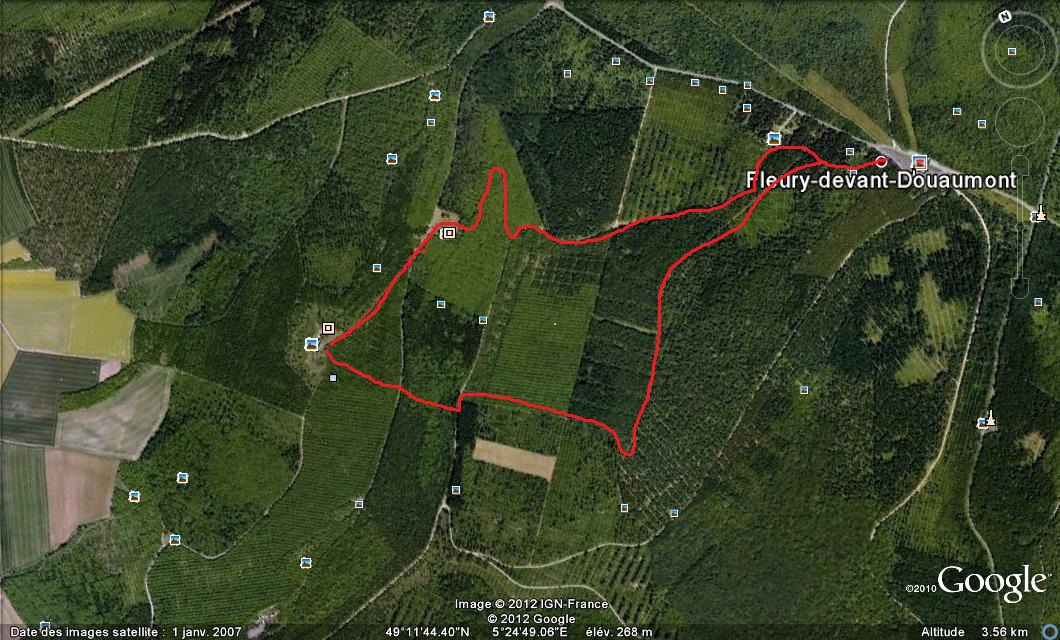 N
Fleury-devant-Douaumont
©2010 Google™
Image © 2012 IGN-France
© 2012 Google
Date des images satellite : 1 janv. 2007 49°11'44.40"N 5°24'49.06"E élév. 268 m Altitude 3.56 km